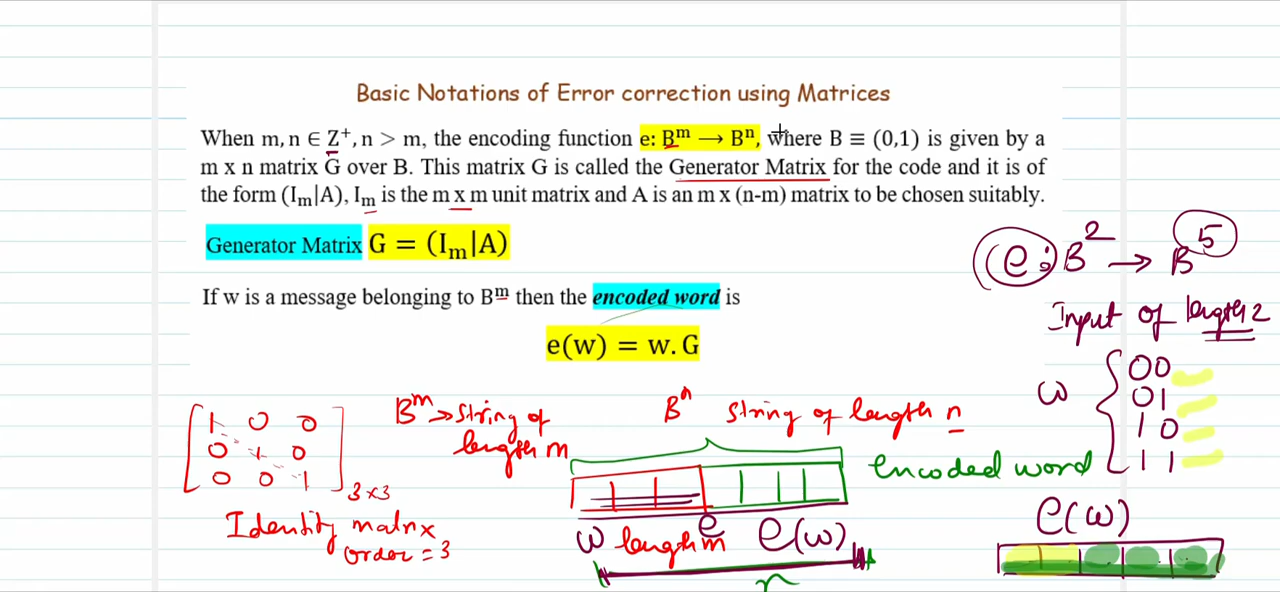 Basic Notations of Error correction using Matrices
When m, n ∈ Z⁺, n > m, the encoding function e: Bᵐ → Bⁿ, where B ≡ (0,1) is given by a
m x n matrix G over B. This matrix G is called the Generator Matrix for the code and it is of
the form (Iₘ|A), Iₘ is the m x m unit matrix and A is an m x (n-m) matrix to be chosen suitably.
Generator Matrix G = (Iₘ|A)
e: B² → B⁵
If w is a message belonging to Bᵐ then the encoded word is
Input of length 2
e(w) = w. G
w { 00
01
10
11
1 0 0
0 1 0
0 0 1
3×3
Identity matrix
order = 3
Bᵐ → String of
length m
Bⁿ String of length n
encoded word
w length m e e(w)
n
e(w)